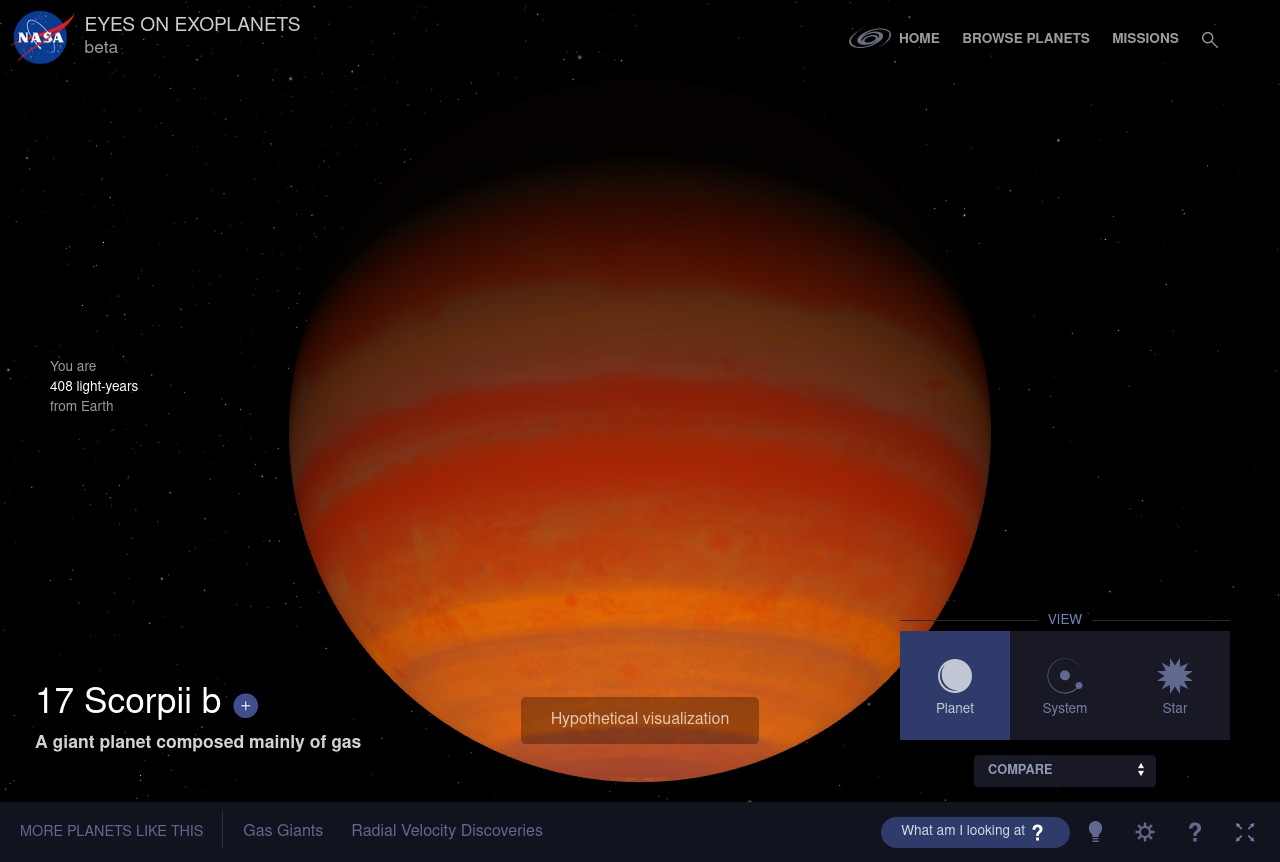 NASA
EYES ON EXOPLANETS
beta
HOME
BROWSE PLANETS
MISSIONS
You are
408 light-years
from Earth
VIEW
Planet
System
Star
17 Scorpii b +
A giant planet composed mainly of gas
Hypothetical visualization
COMPARE
MORE PLANETS LIKE THIS
Gas Giants
Radial Velocity Discoveries
What am I looking at ?
?